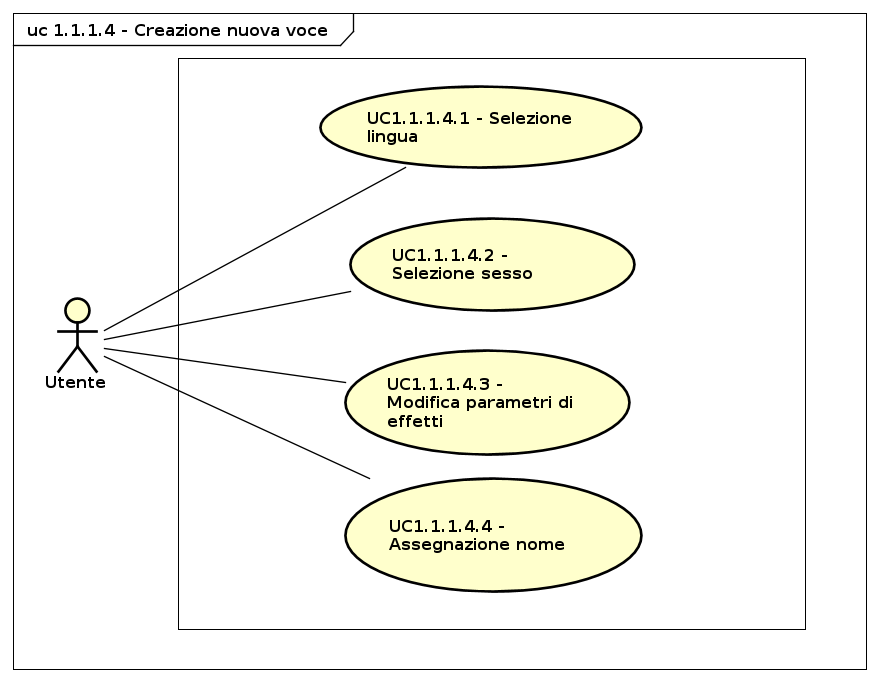 uc 1.1.1.4 - Creazione nuova voce
UC1.1.1.4.1 - Selezione
lingua
UC1.1.1.4.2 -
Selezione sesso
Utente
UC1.1.1.4.3 -
Modifica parametri di
effetti
UC1.1.1.4.4 -
Assegnazione nome